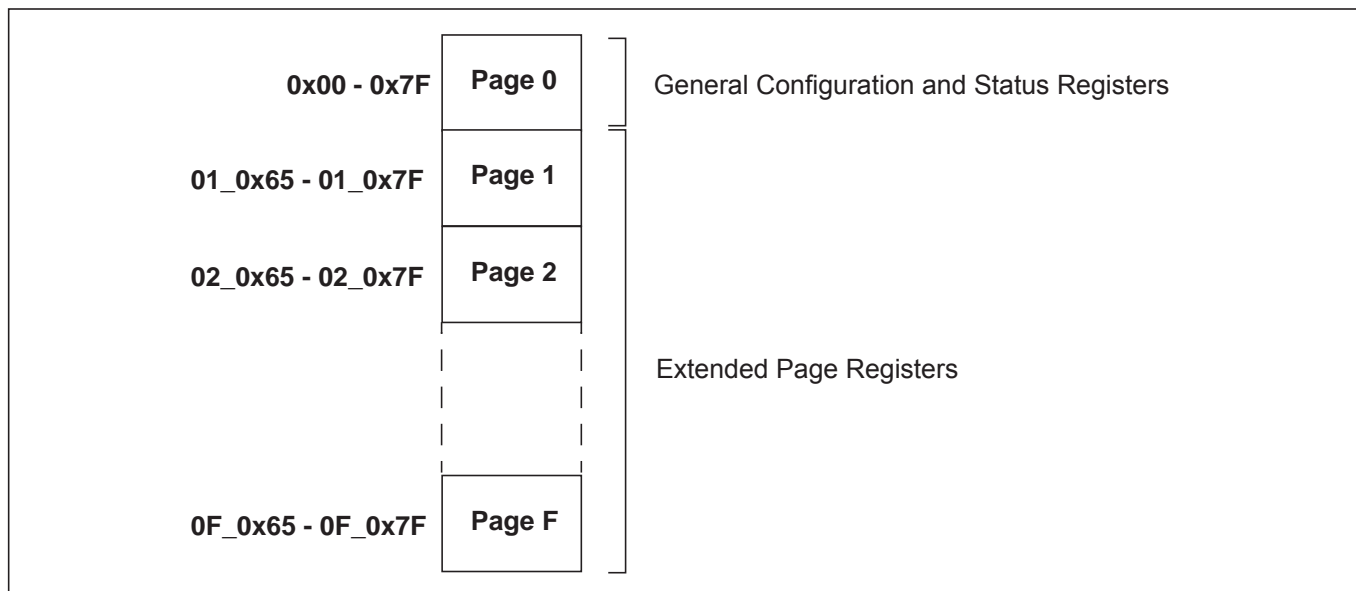 0x00 - 0x7F Page 0 General Configuration and Status Registers
01_0x65 - 01_0x7F Page 1
02_0x65 - 02_0x7F Page 2
Extended Page Registers
0F_0x65 - 0F_0x7F Page F